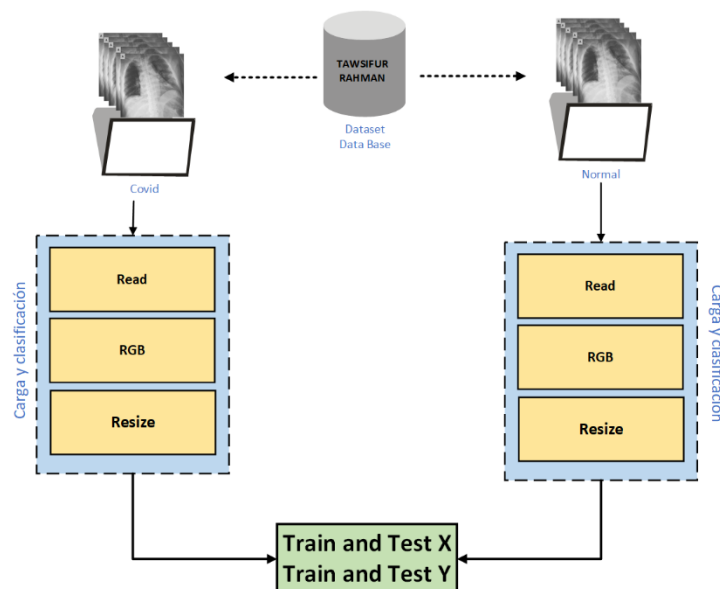 TAWSIFUR
RAHMAN
Dataset
Data Base
Covid
Normal
Carga y clasificación
Read
RGB
Resize
Carga y clasificación
Read
RGB
Resize
Train and Test X
Train and Test Y